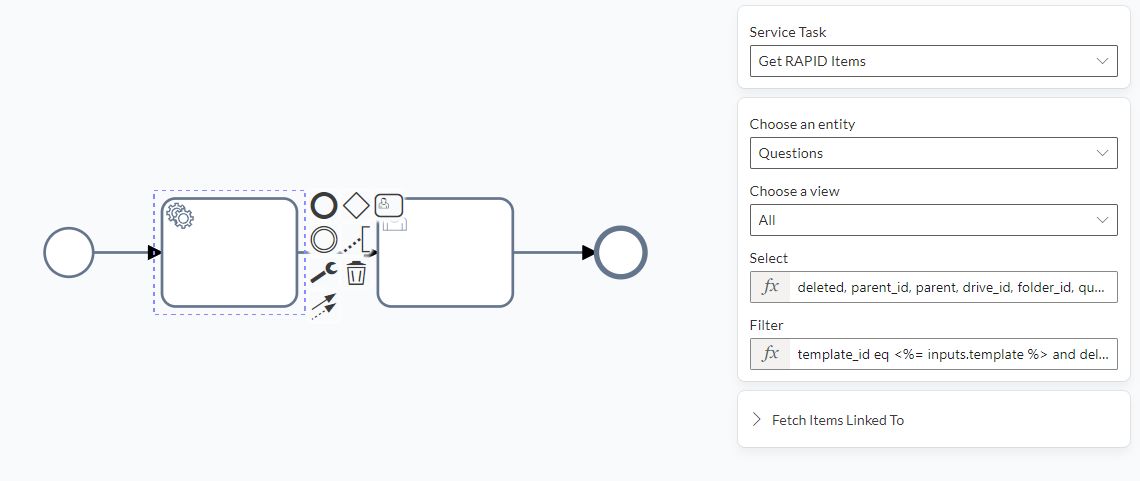 Service Task
Get RAPID Items
Choose an entity
Questions
Choose a view
All
Select
fx deleted, parent_id, parent, drive_id, folder_id, qu...
Filter
fx template_id eq <%= inputs.template %> and del...
Fetch Items Linked To